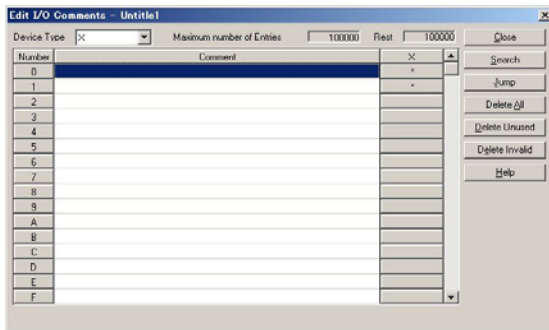 Edit I/O Comments - Untitle1
Device Type X Maximum number of Entries 100000 Rest 100000 Close
Number Comment X Search
0 *
1 * Jump
2 Delete All
3
4 Delete Unused
5 Delete Invalid
6
7 Help
8
9
A
B
C
D
E
F